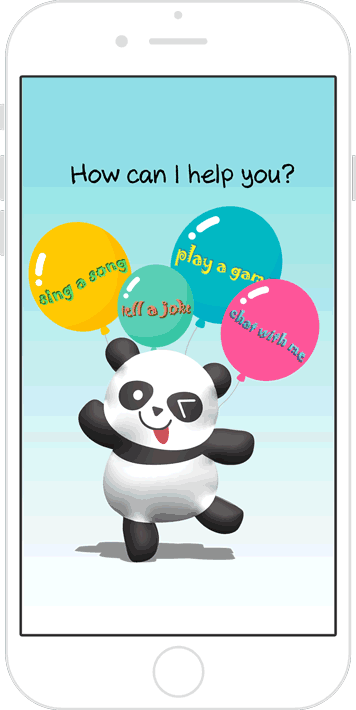 How can I help you?
sing a song
tell a joke
play a gam
chat with me